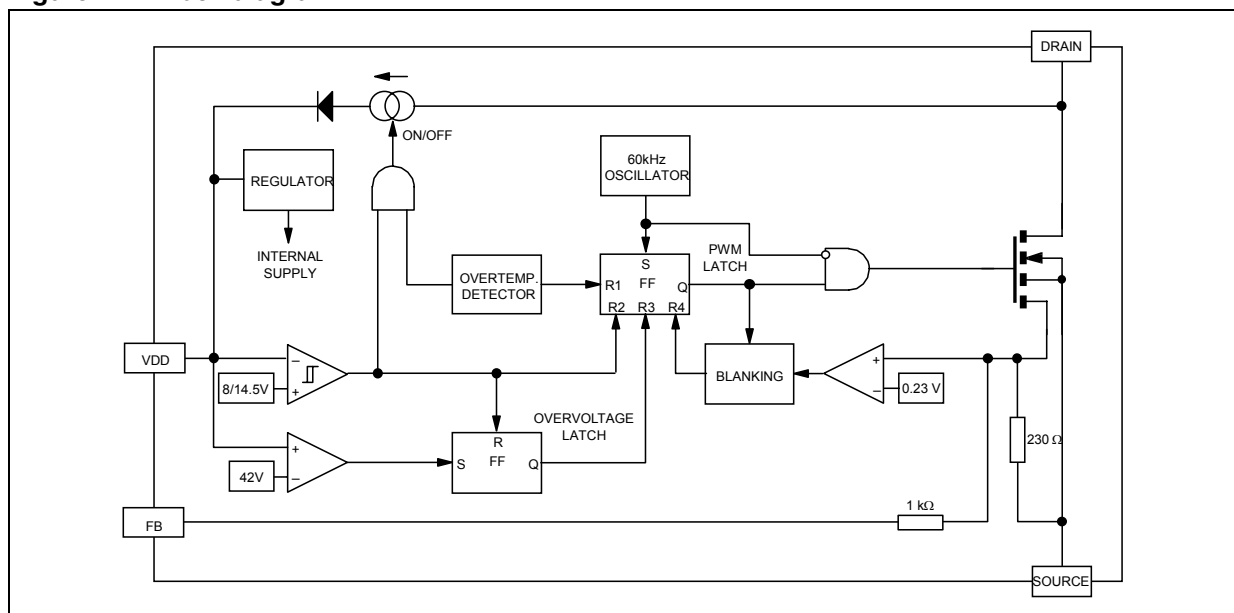 DRAIN
ON/OFF
60kHz
OSCILLATOR
REGULATOR
INTERNAL
SUPPLY
PWM
LATCH
OVERTEMP.
DETECTOR
S
FF
R1
Q
R2 R3 R4
VDD
8/14.5V
−
+
BLANKING
+
−
0.23 V
OVERVOLTAGE
LATCH
R
FF
S
Q
230 Ω
42V
+
−
1 kΩ
FB
SOURCE